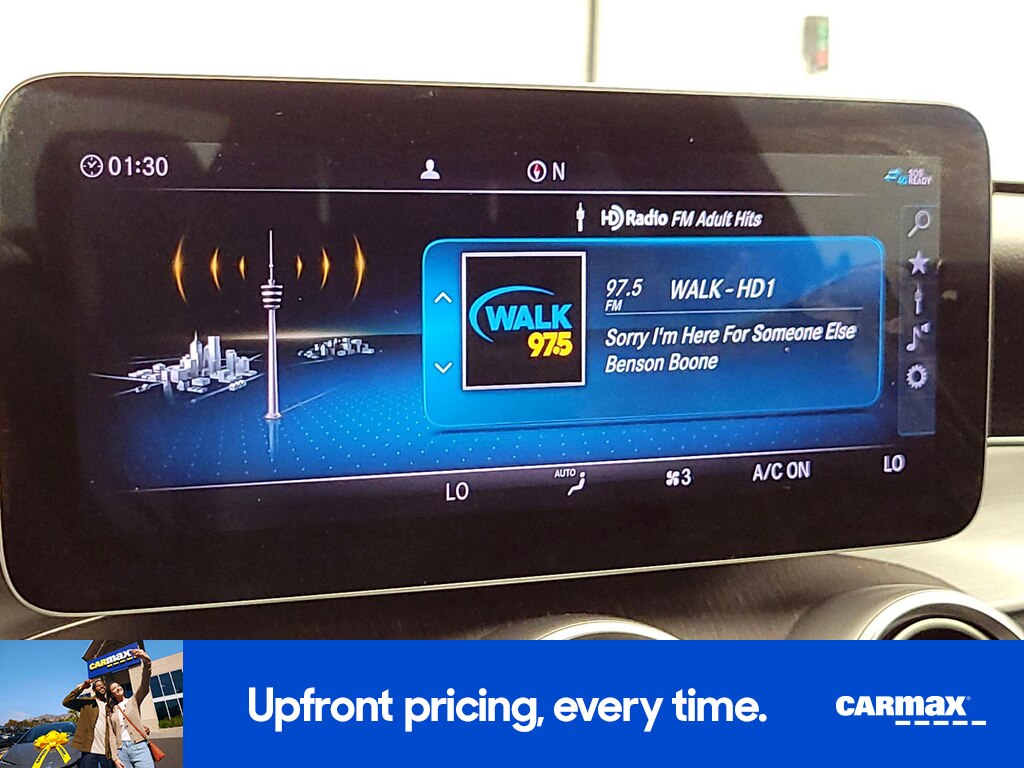 01:30
N
4G
SOS
READY
HD Radio FM Adult Hits
WALK
97.5
97.5 WALK - HD1
FM
Sorry I'm Here For Someone Else
Benson Boone
LO
AUTO
3
A/C ON
LO
CARMAX
Upfront pricing, every time.
CARMAX